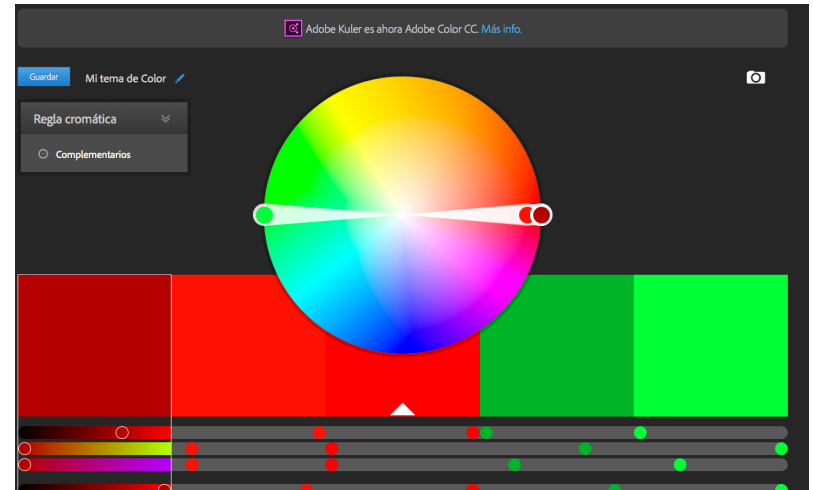 Adobe Kuler es ahora Adobe Color CC. Más info.
Guardar Mi tema de Color
Regla cromática
Complementarios